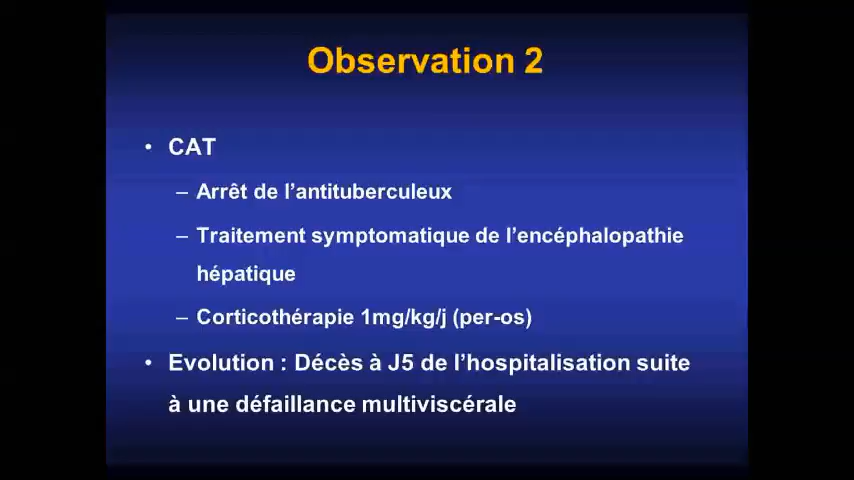 Observation 2
• CAT
– Arrêt de l’antituberculeux
– Traitement symptomatique de l’encéphalopathie
hépatique
– Corticothérapie 1mg/kg/j (per-os)
• Evolution : Décès à J5 de l’hospitalisation suite
à une défaillance multiviscérale